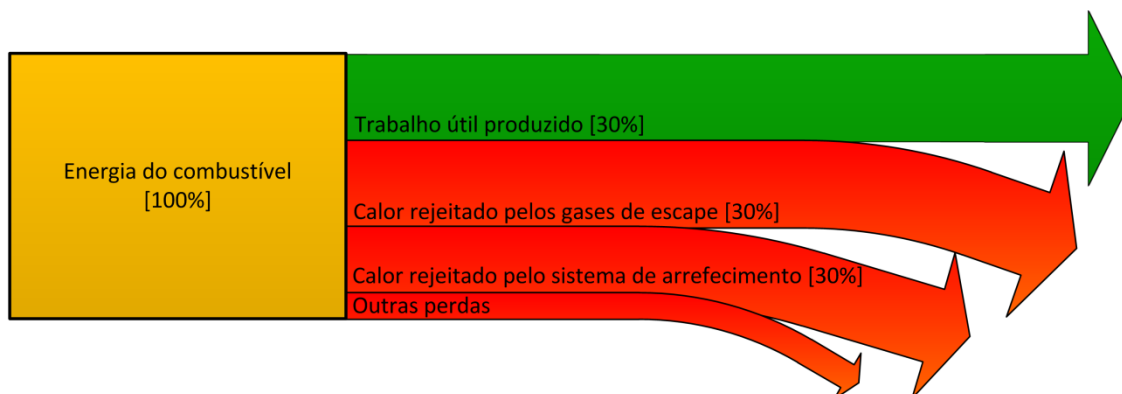 Trabalho útil produzido [30%]
Energia do combustível
[100%]
Calor rejeitado pelos gases de escape [30%]
Calor rejeitado pelo sistema de arrefecimento [30%]
Outras perdas